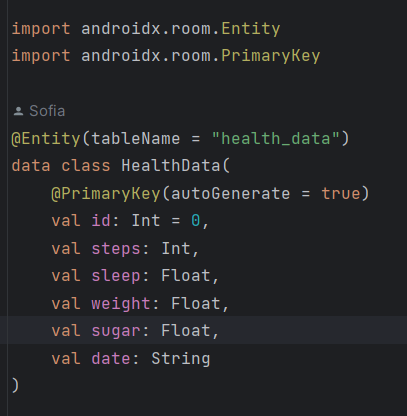 import androidx.room.Entity
import androidx.room.PrimaryKey
Sofia
@Entity(tableName = "health_data")
data class HealthData(
    @PrimaryKey(autoGenerate = true)
    val id: Int = 0,
    val steps: Int,
    val sleep: Float,
    val weight: Float,
    val sugar: Float,
    val date: String
)